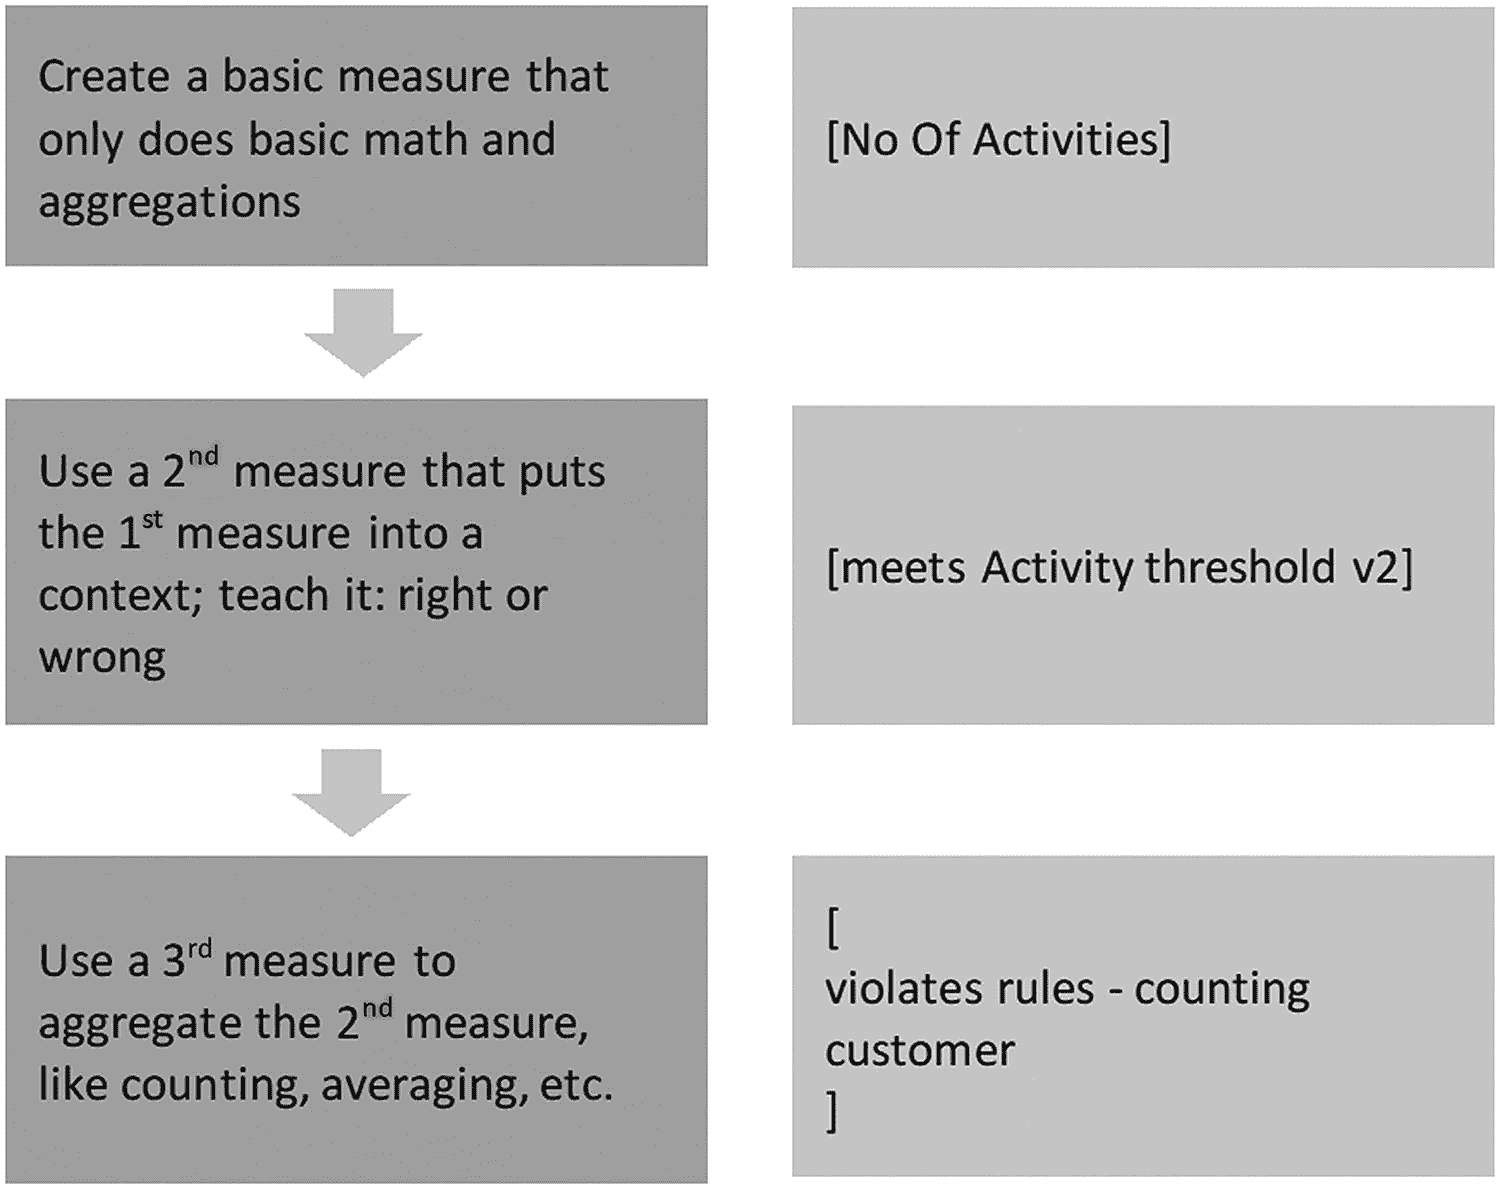 Create a basic measure that
only does basic math and
aggregations
[No Of Activities]
Use a 2nd measure that puts
the 1st measure into a
context; teach it: right or
wrong
[meets Activity threshold v2]
Use a 3rd measure to
aggregate the 2nd measure,
like counting, averaging, etc.
[
violates rules - counting
customer
]